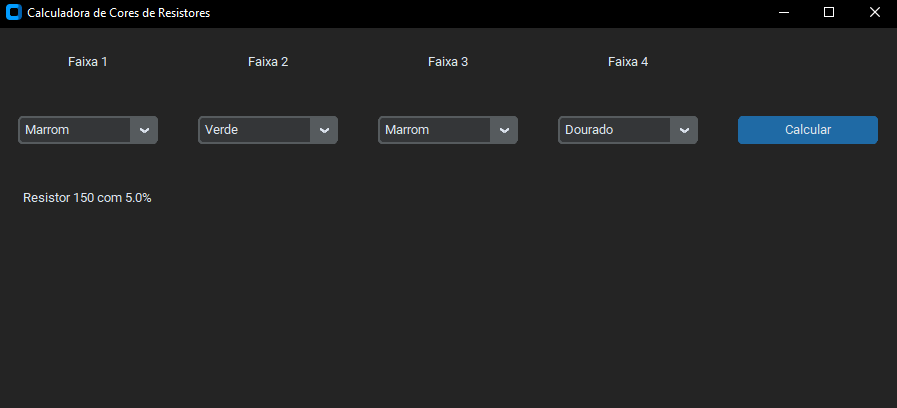 Calculadora de Cores de Resistores
Faixa 1 Faixa 2 Faixa 3 Faixa 4
Marrom Verde Marrom Dourado Calcular
Resistor 150 com 5.0%